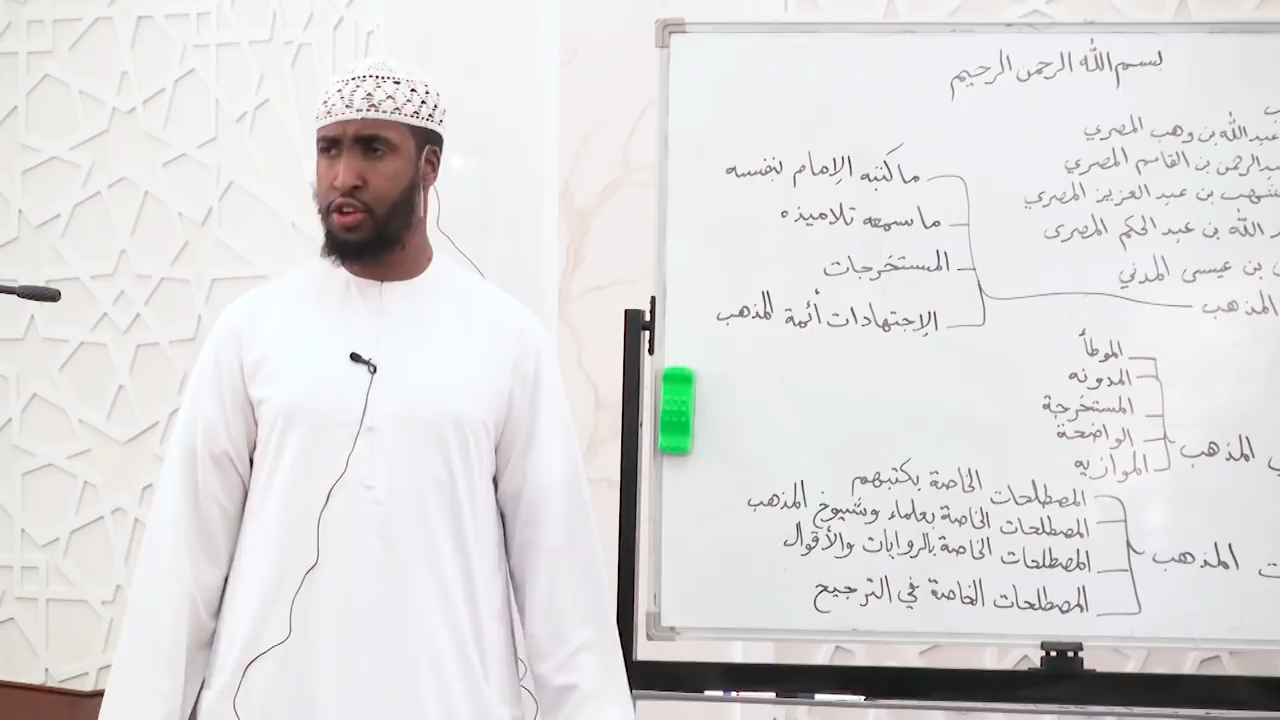 بسم الله الرحمن الرحيم
عبدالله بن وهب المصري
عبدالرحمن بن القاسم المصري
أشهب بن عبد العزيز المصري
الله بن عبد الحكم المصرى
بن عيسى المدني
المذهب
ما كتبه الإمام لنفسه
ما سمعه تلاميذه
المستخرجات
الإجتهادات أئمة المذهب
المذهب
الموطأ
المدونه
المستخرجة
الواضحة
الموازيه
المذهب
المصطلحات الخاصة بكتبهم
المصطلحات الخاصة بعلماء وشيوخ المذهب
المصطلحات الخاصة بالروايات والأقوال
المصطلحات الخاصة في الترجيح